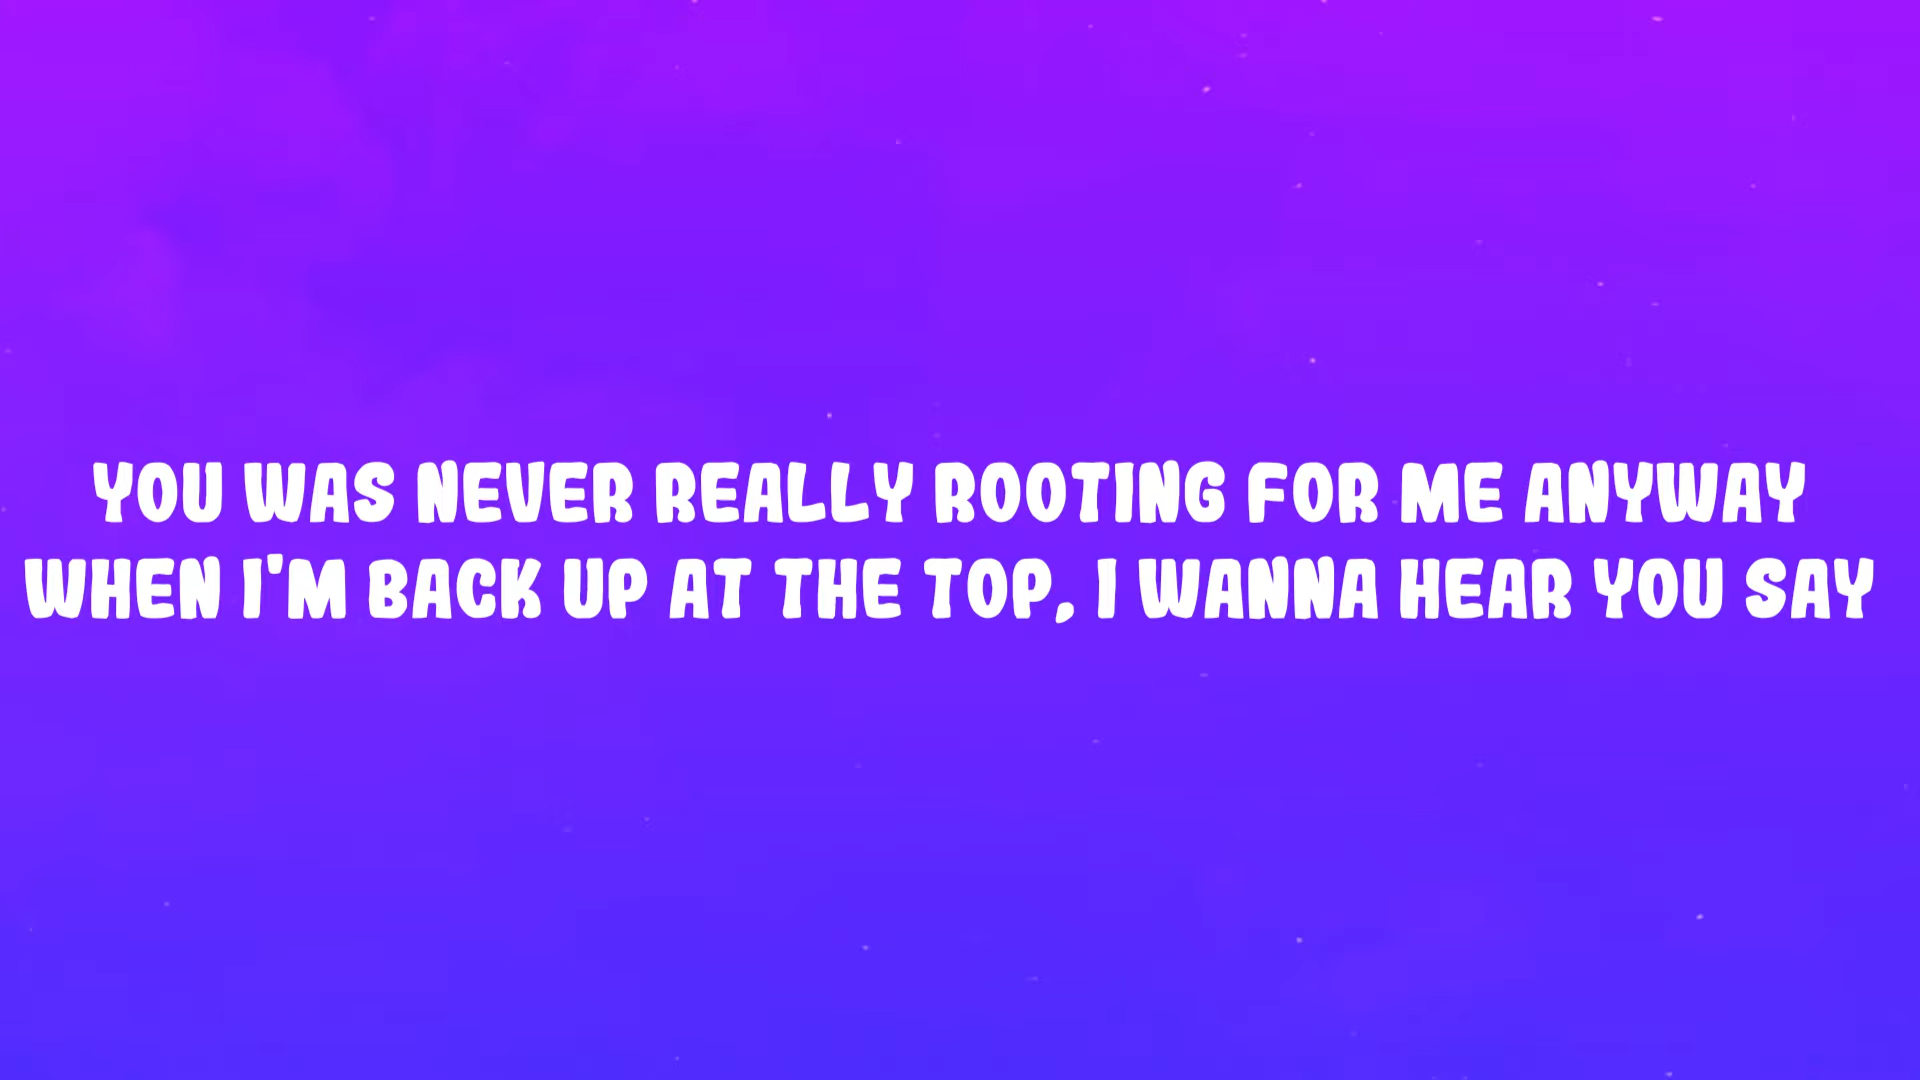 YOU WAS NEVER REALLY ROOTING FOR ME ANYWAY
WHEN I'M BACK UP AT THE TOP, I WANNA HEAR YOU SAY